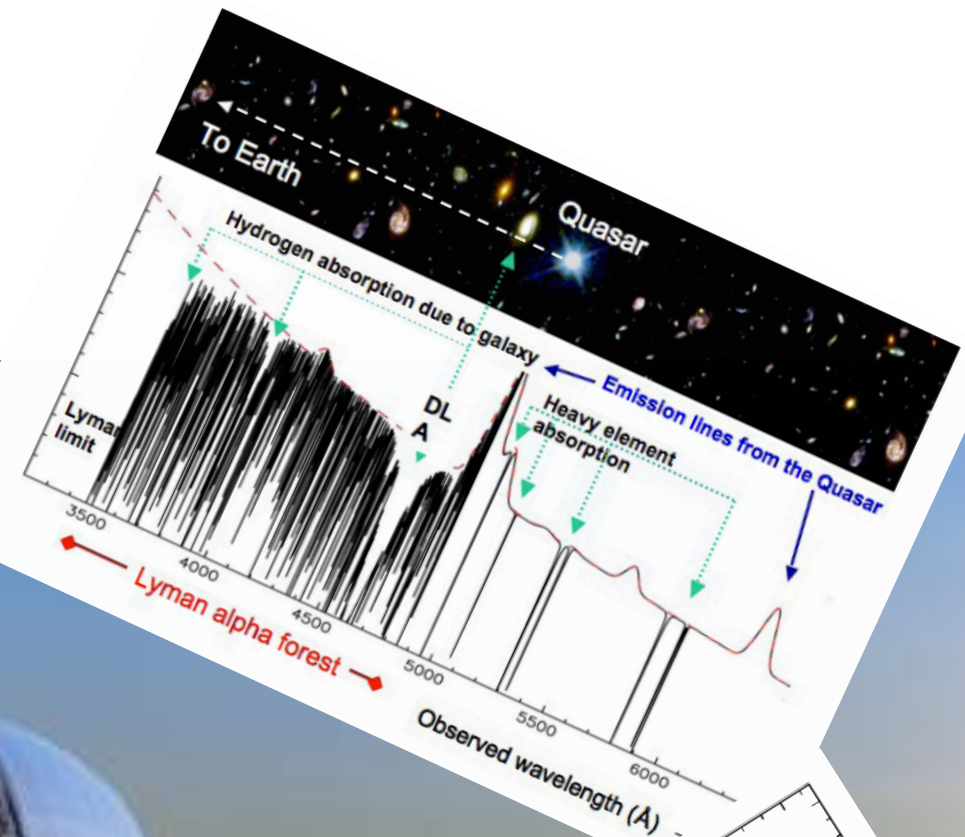 To Earth
Quasar
Hydrogen absorption due to galaxy
Emission lines from the Quasar
DL
A
Heavy element
absorption
Lyman
limit
3500
4000
4500
5000
5500
6000
Lyman alpha forest
Observed wavelength (Å)